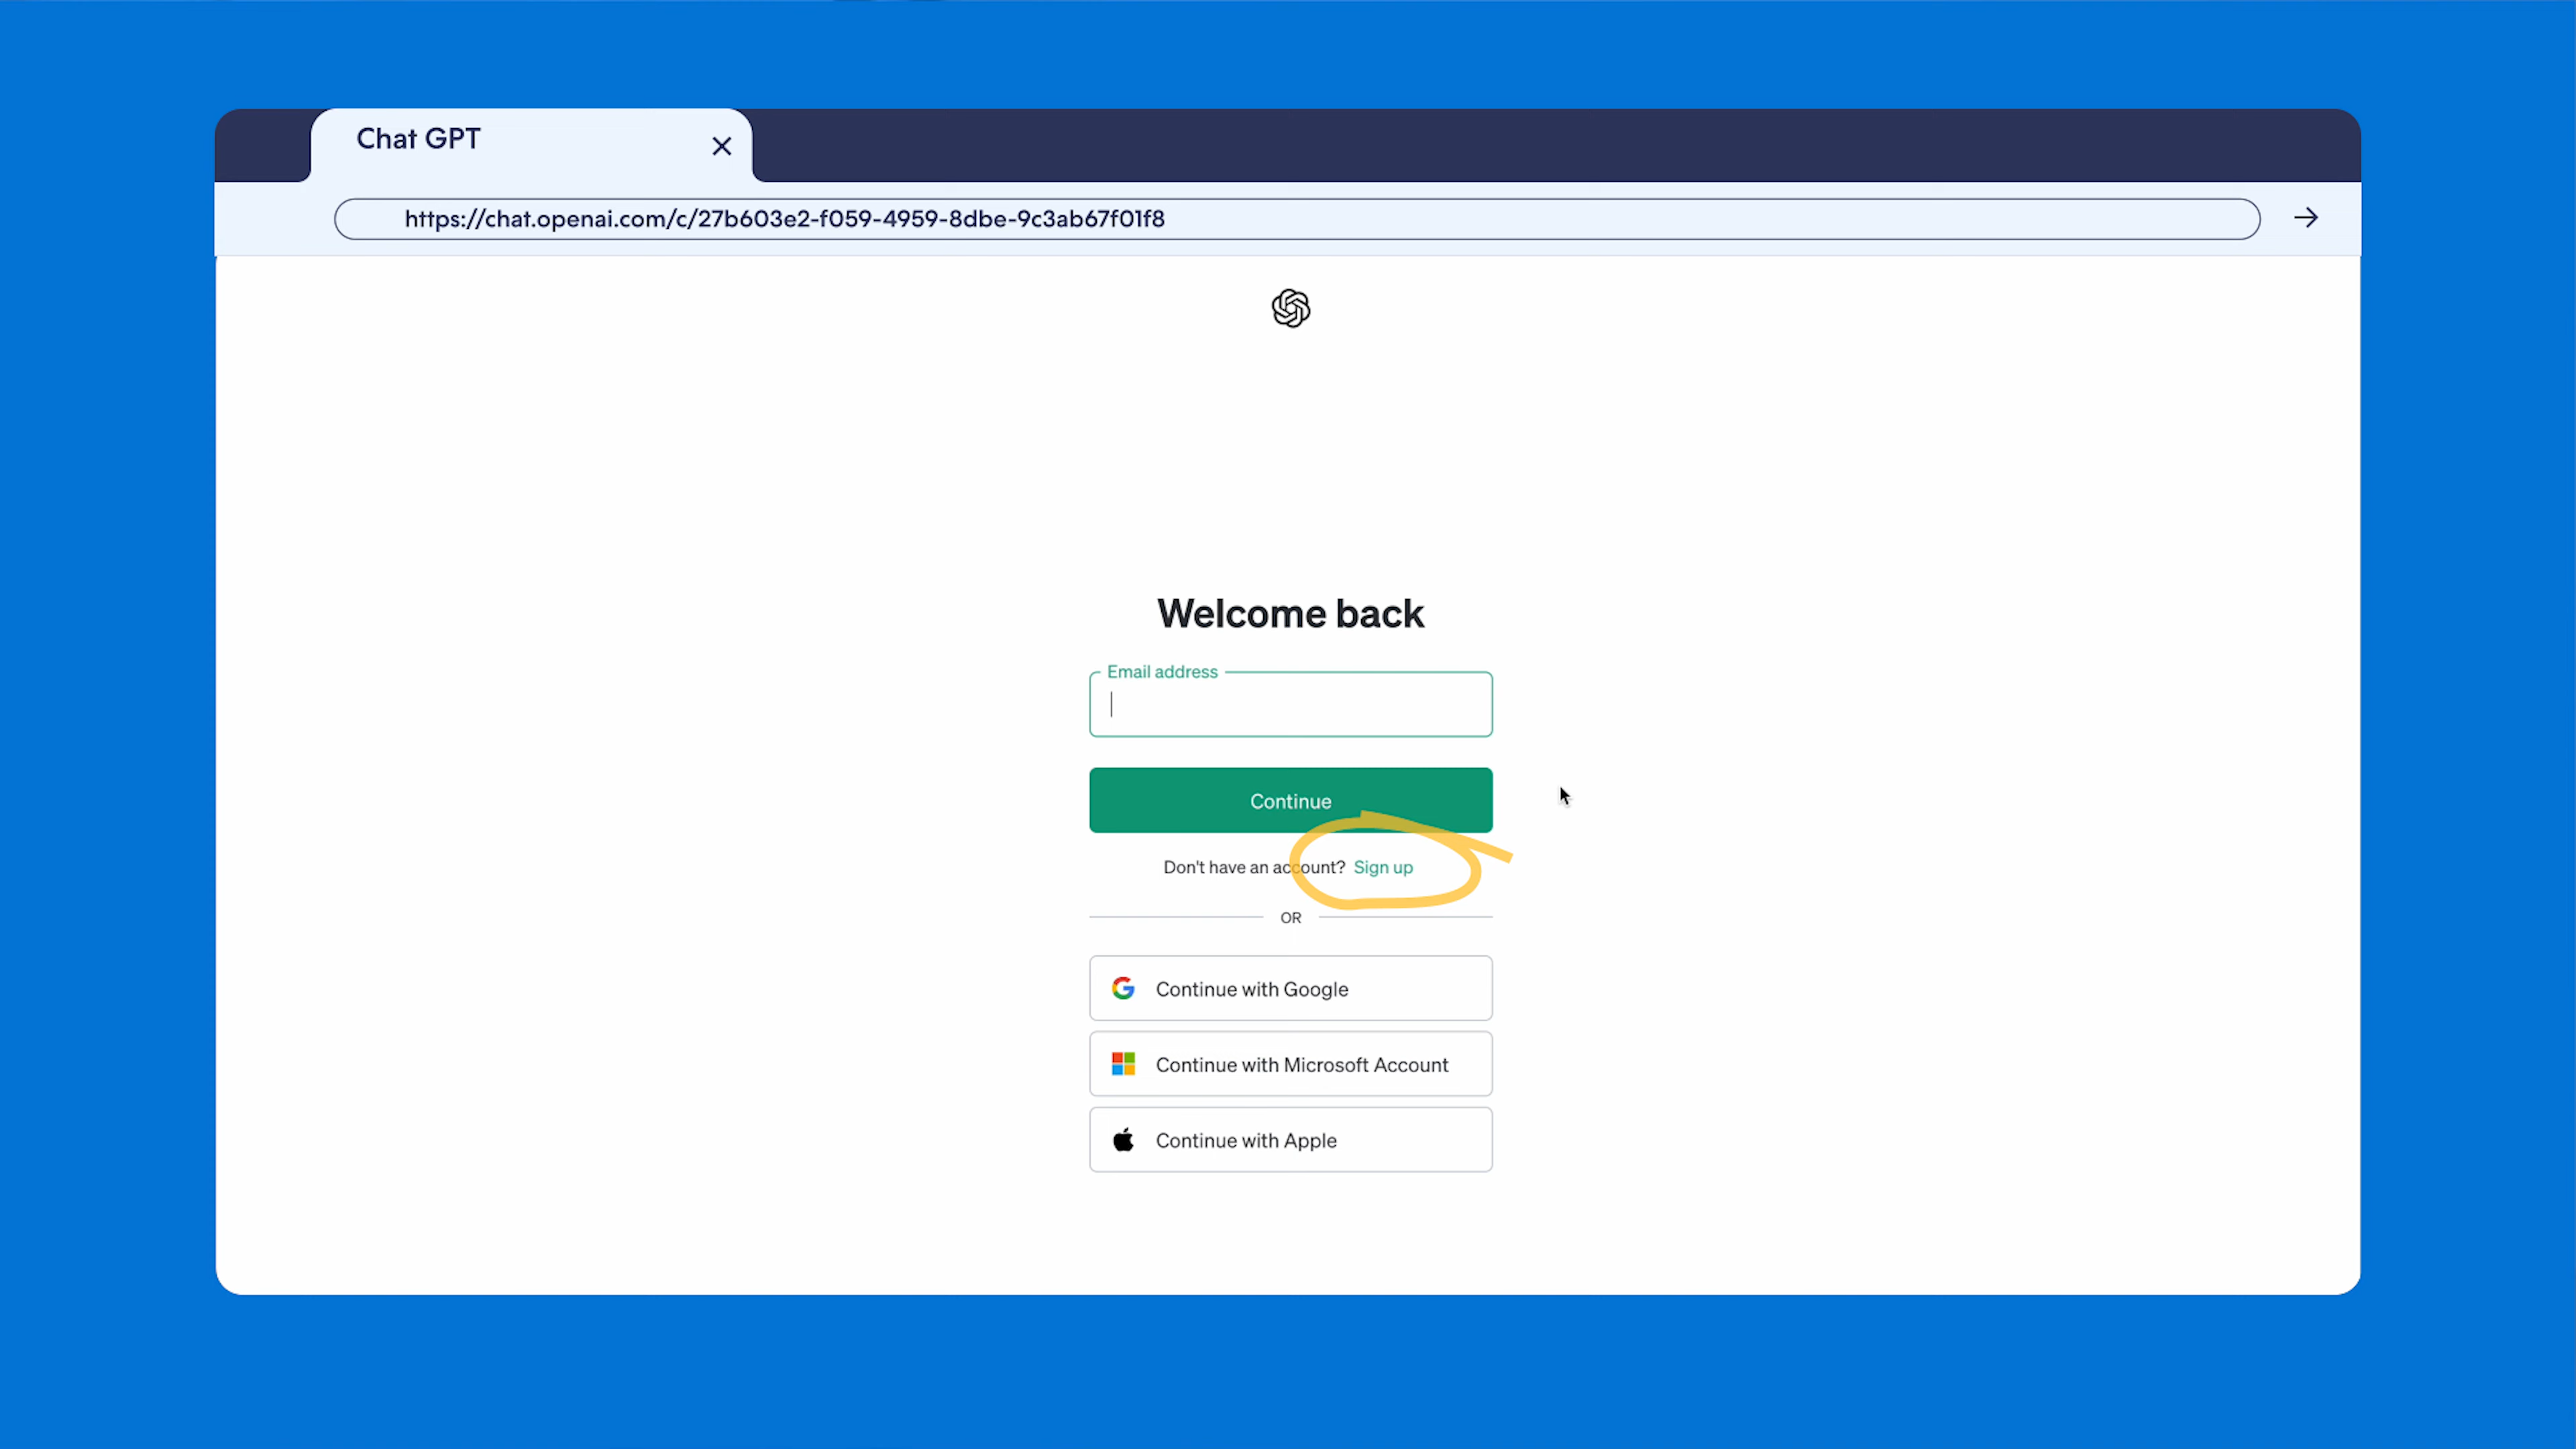 Chat GPT
https://chat.openai.com/c/27b603e2-f059-4959-8dbe-9c3ab67f01f8
Welcome back
Email address
Continue
Don't have an account? Sign up
OR
Continue with Google
Continue with Microsoft Account
Continue with Apple